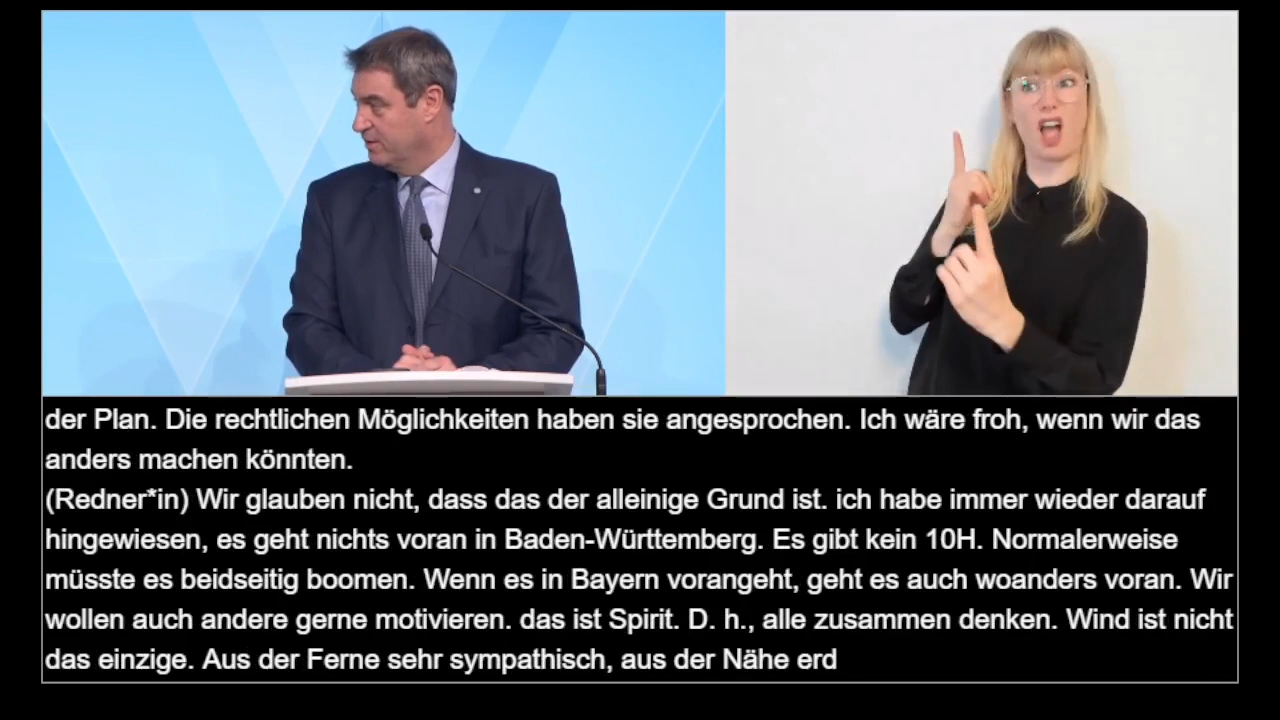 der Plan. Die rechtlichen Möglichkeiten haben sie angesprochen. Ich wäre froh, wenn wir das
anders machen könnten.
(Redner*in) Wir glauben nicht, dass das der alleinige Grund ist. ich habe immer wieder darauf
hingewiesen, es geht nichts voran in Baden-Württemberg. Es gibt kein 10H. Normalerweise
müsste es beidseitig boomen. Wenn es in Bayern vorangeht, geht es auch woanders voran. Wir
wollen auch andere gerne motivieren. das ist Spirit. D. h., alle zusammen denken. Wind ist nicht
das einzige. Aus der Ferne sehr sympathisch, aus der Nähe erd